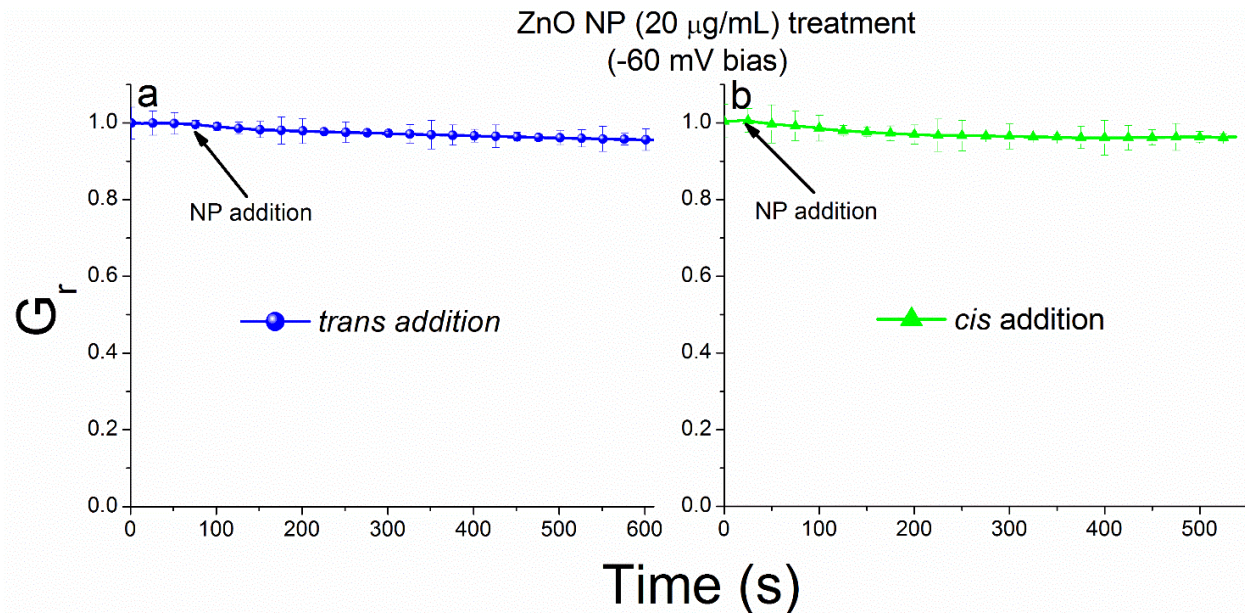 ZnO NP (20 μg/mL) treatment
(-60 mV bias)
a
1.0
0.8
0.6
0.4
0.2
0.0
NP addition
trans addition
0 100 200 300 400 500 600
b
1.0
0.8
0.6
0.4
0.2
0.0
NP addition
cis addition
0 100 200 300 400 500
Gr
Time (s)